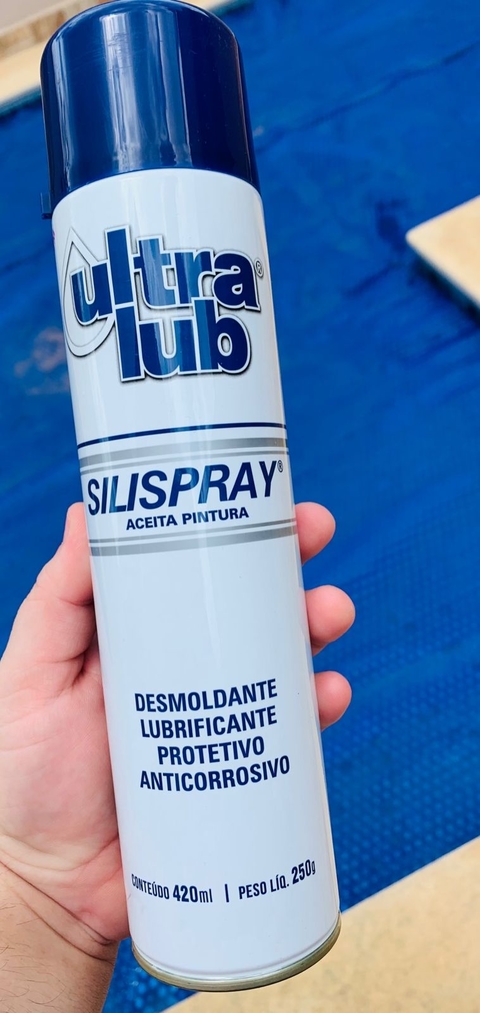 ultra®
lub
SILISPRAY®
ACEITA PINTURA
DESMOLDANTE
LUBRIFICANTE
PROTETIVO
ANTICORROSIVO
CONTEÚDO 420ml | PESO LÍQ. 250g